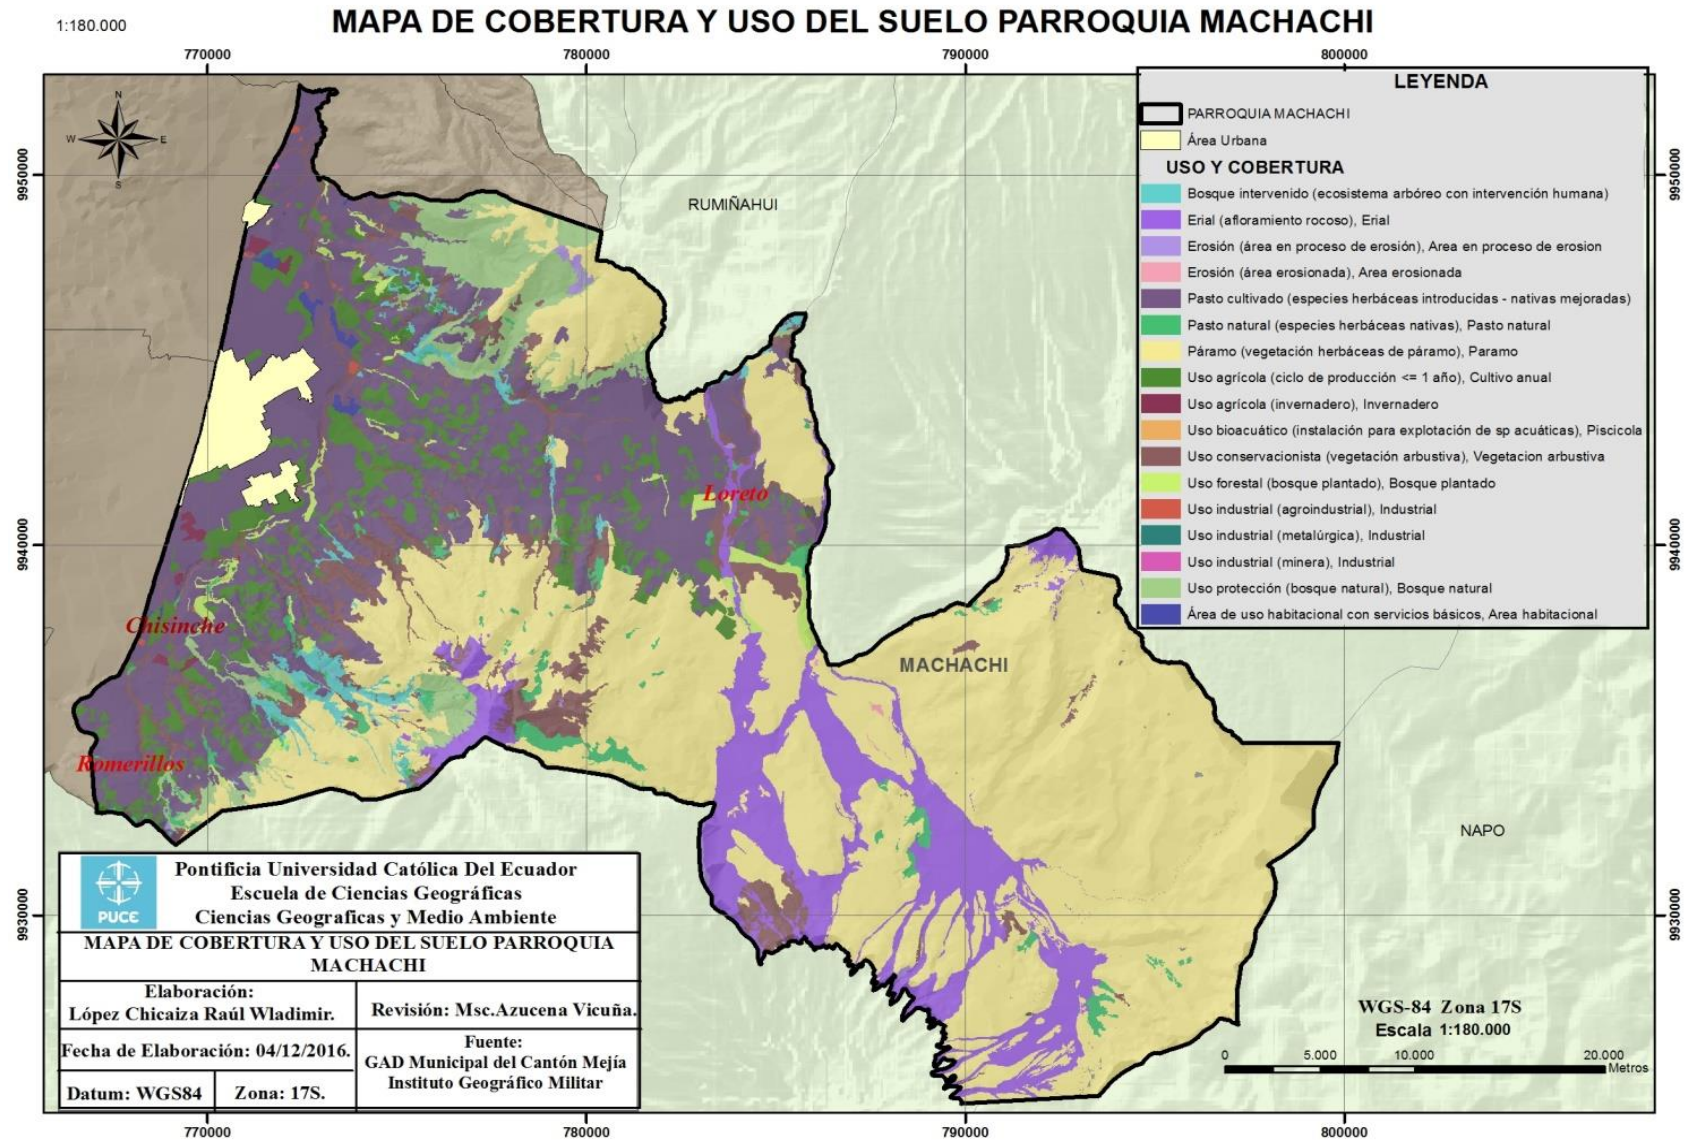 1:180.000
MAPA DE COBERTURA Y USO DEL SUELO PARROQUIA MACHACHI
770000
780000
790000
800000
9950000
9940000
9930000
N
W
E
S
RUMIÑAHUI
Loreto
Chisinche
Romerillos
MACHACHI
NAPO
LEYENDA
PARROQUIA MACHACHI
Área Urbana
USO Y COBERTURA
Bosque intervenido (ecosistema arbóreo con intervención humana)
Erial (afloramiento rocoso), Erial
Erosión (área en proceso de erosión), Area en proceso de erosion
Erosión (área erosionada), Area erosionada
Pasto cultivado (especies herbáceas introducidas - nativas mejoradas)
Pasto natural (especies herbáceas nativas), Pasto natural
Páramo (vegetación herbáceas de páramo), Paramo
Uso agrícola (ciclo de producción <= 1 año), Cultivo anual
Uso agrícola (invernadero), Invernadero
Uso bioacuático (instalación para explotación de sp acuáticas), Piscicola
Uso conservacionista (vegetación arbustiva), Vegetacion arbustiva
Uso forestal (bosque plantado), Bosque plantado
Uso industrial (agroindustrial), Industrial
Uso industrial (metalúrgica), Industrial
Uso industrial (minera), Industrial
Uso protección (bosque natural), Bosque natural
Área de uso habitacional con servicios básicos, Area habitacional
9950000
9940000
9930000
PUCE
Pontificia Universidad Católica Del Ecuador
Escuela de Ciencias Geográficas
Ciencias Geograficas y Medio Ambiente
MAPA DE COBERTURA Y USO DEL SUELO PARROQUIA
MACHACHI
Elaboración:
López Chicaiza Raúl Wladimir.
Revisión: Msc.Azucena Vicuña.
Fecha de Elaboración: 04/12/2016.
Fuente:
GAD Municipal del Cantón Mejía
Instituto Geográfico Militar
Datum: WGS84
Zona: 17S.
WGS-84 Zona 17S
Escala 1:180.000
0
5.000
10.000
20.000
Metros
770000
780000
790000
800000